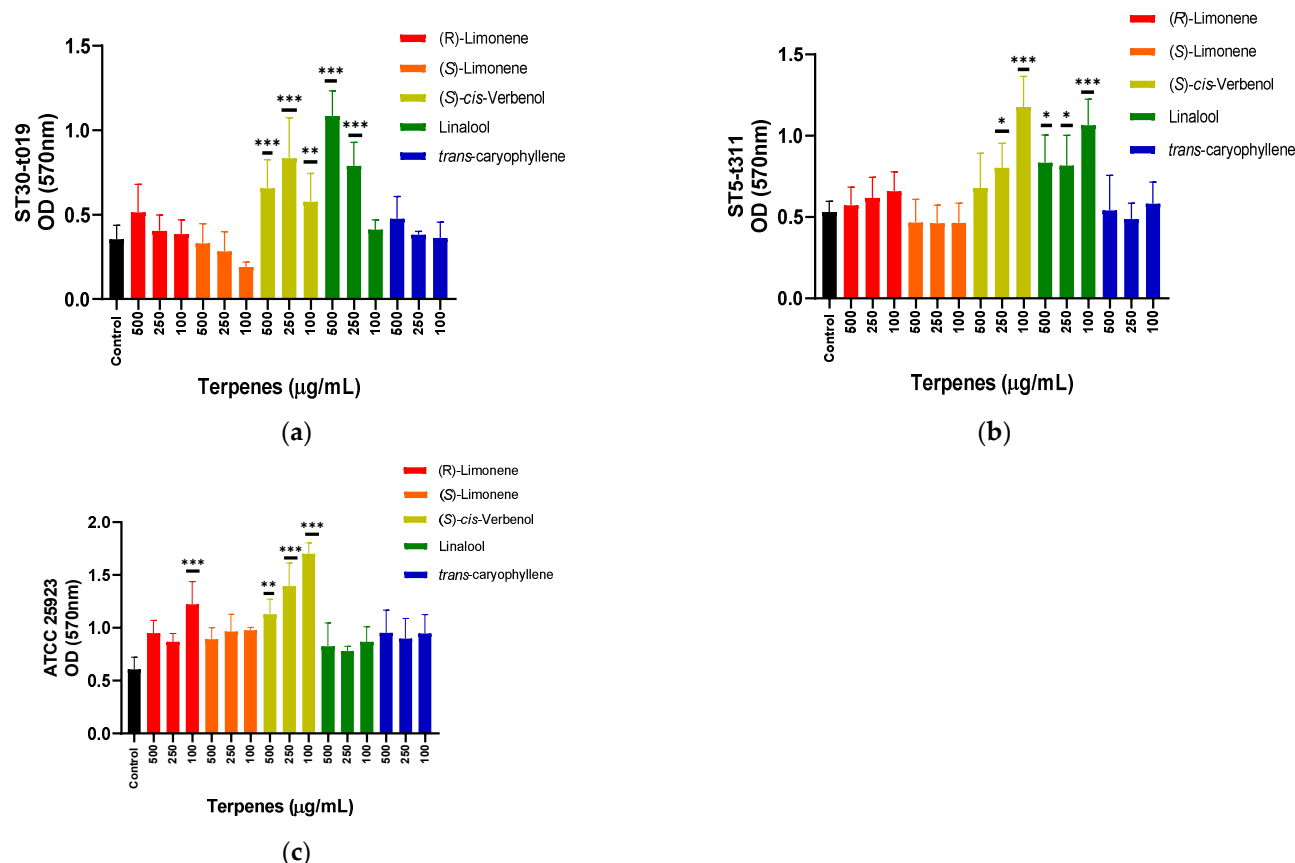 ST30-t019
OD (570nm)
1.5
1.0
0.5
0.0
*** *** ** *** ***
(R)-Limonene
(S)-Limonene
(S)-cis-Verbenol
Linalool
trans-caryophyllene
Control 500 250 100 500 250 100 500 250 100 500 250 100 500 250 100
Terpenes (μg/mL)
(a)
ST5-t311
OD (570nm)
1.5
1.0
0.5
0.0
* *** * * ***
(R)-Limonene
(S)-Limonene
(S)-cis-Verbenol
Linalool
trans-caryophyllene
Control 500 250 100 500 250 100 500 250 100 500 250 100 500 250 100
Terpenes (μg/mL)
(b)
ATCC 25923
OD (570nm)
2.0
1.5
1.0
0.5
0.0
*** ** *** ***
(R)-Limonene
(S)-Limonene
(S)-cis-Verbenol
Linalool
trans-caryophyllene
Control 500 250 100 500 250 100 500 250 100 500 250 100 500 250 100
Terpenes (μg/mL)
(c)